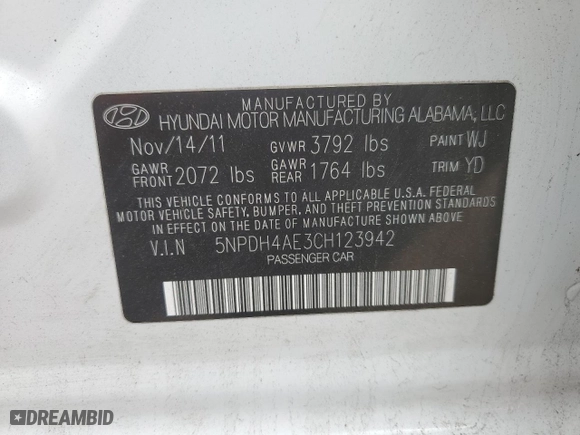 MANUFACTURED BY
HYUNDAI MOTOR MANUFACTURING ALABAMA, LLC
Nov/14/11 GVWR 3792 lbs PAINT WJ
GAWR FRONT 2072 lbs GAWR REAR 1764 lbs TRIM YD
THIS VEHICLE CONFORMS TO ALL APPLICABLE U.S.A. FEDERAL
MOTOR VEHICLE SAFETY, BUMPER, AND THEFT PREVENTION
STANDARDS IN EFFECT ON THE DATE OF MANUFACTURE SHOWN ABOVE.
V.I.N 5NPDH4AE3CH123942
PASSENGER CAR
DREAMBID